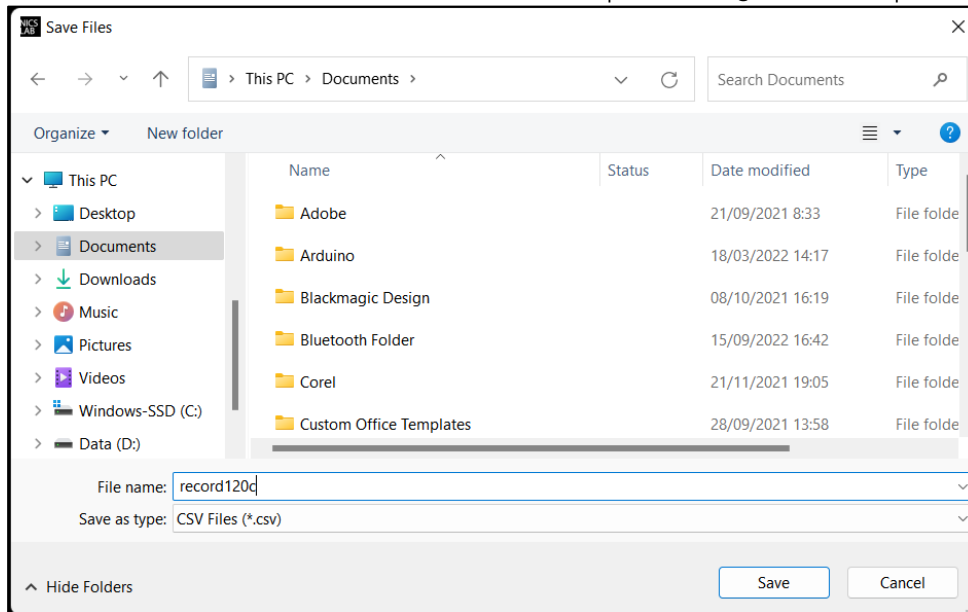 NICS LAB Save Files
This PC > Documents >
Search Documents
Organize New folder
Name Status Date modified Type
This PC
Desktop
Documents
Downloads
Music
Pictures
Videos
Windows-SSD (C:)
Data (D:)
Adobe 21/09/2021 8:33 File folde
Arduino 18/03/2022 14:17 File folde
Blackmagic Design 08/10/2021 16:19 File folde
Bluetooth Folder 15/09/2022 16:42 File folde
Corel 21/11/2021 19:05 File folde
Custom Office Templates 28/09/2021 13:58 File folde
File name: record120c
Save as type: CSV Files (*.csv)
Hide Folders Save Cancel